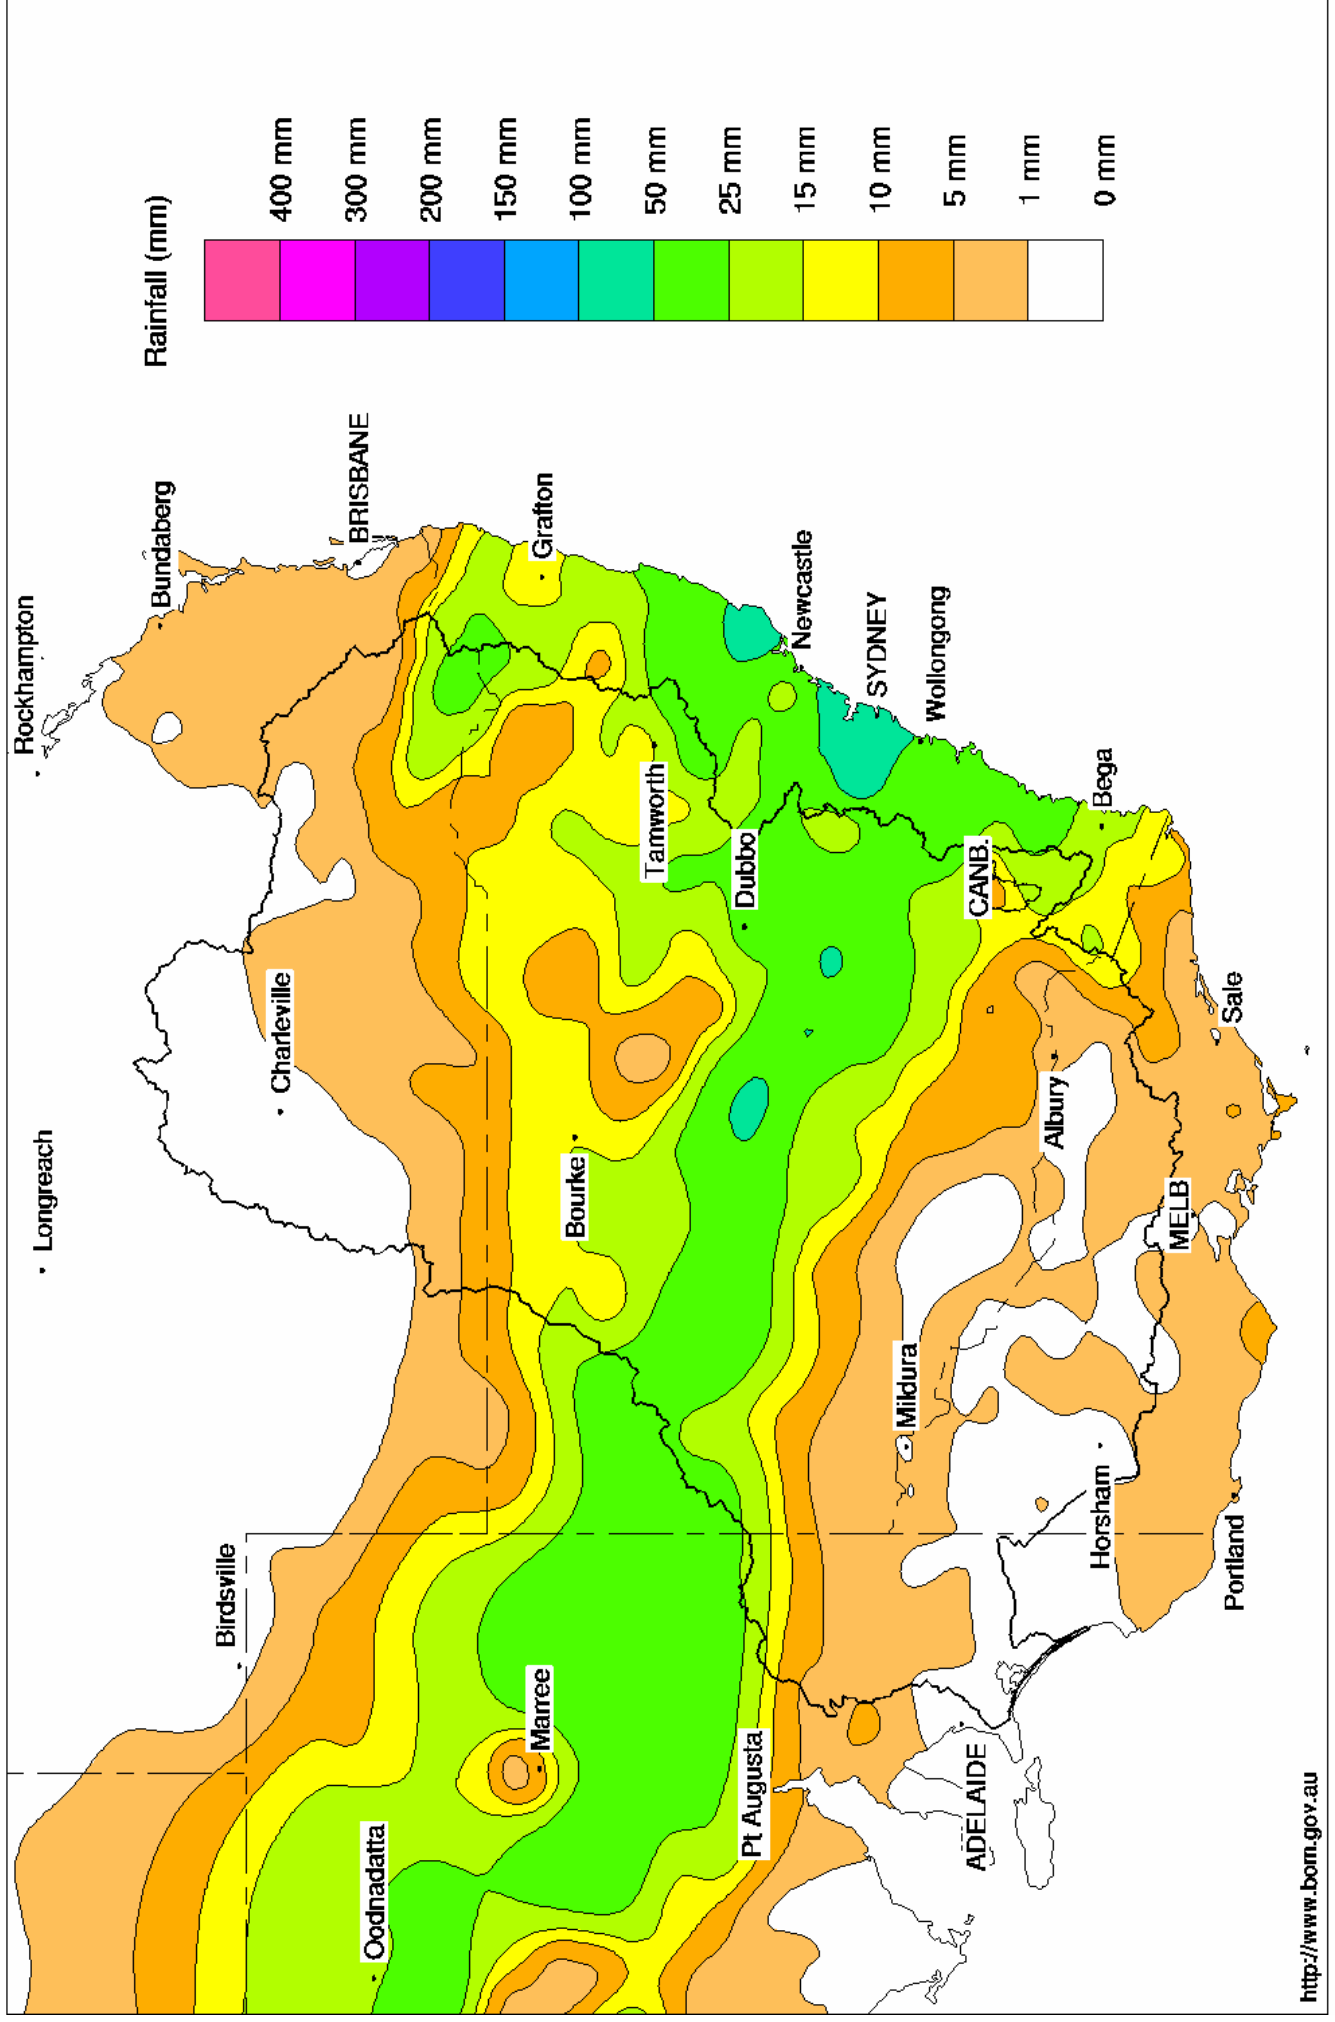 Rainfall (mm)
400 mm
300 mm
200 mm
150 mm
100 mm
50 mm
25 mm
15 mm
10 mm
5 mm
1 mm
0 mm
Rockhampton
Longreach
Bundaberg
Birdsville
Charleville
BRISBANE
Oodnadatta
Marree
Bourke
Grafton
Tamworth
Pt Augusta
Dubbo
Newcastle
SYDNEY
Mildura
Wollongong
ADELAIDE
CANB.
Albury
Horsham
Bega
MELB
Portland
Sale
http://www.bom.gov.au